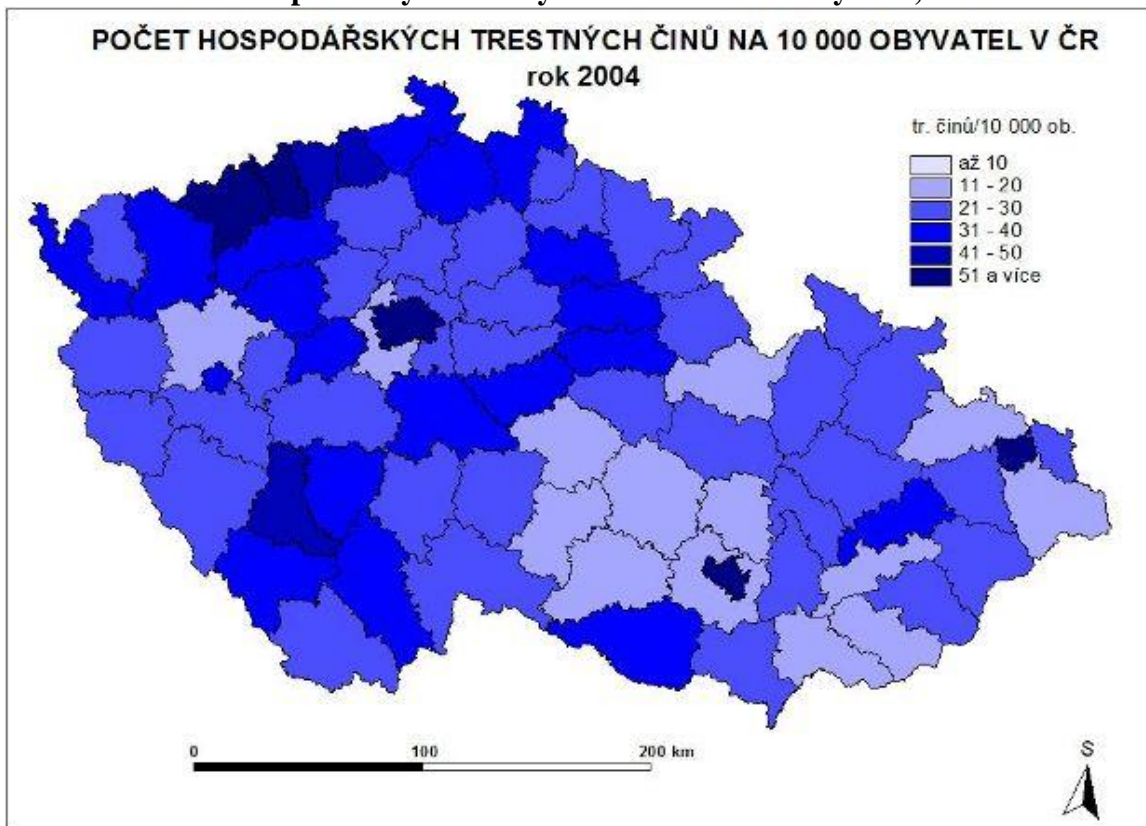 POČET HOSPODÁŘSKÝCH TRESTNÝCH ČINŮ NA 10 000 OBYVATEL V ČR
rok 2004
tr. činů/10 000 ob.
až 10
11 - 20
21 - 30
31 - 40
41 - 50
51 a více
0 100 200 km
S